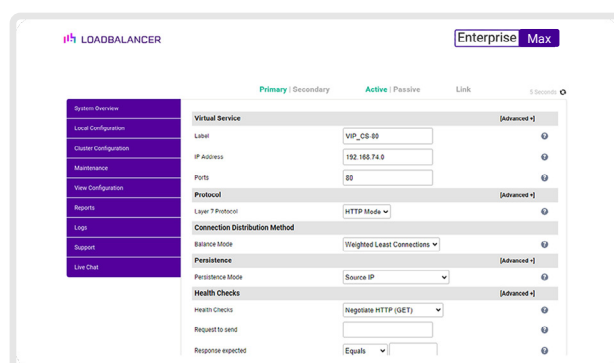 LOADBALANCER
Enterprise Max
Primary | Secondary Active | Passive Link 5 Seconds
System Overview
Local Configuration
Cluster Configuration
Maintenance
View Configuration
Reports
Logs
Support
Live Chat
Virtual Service [Advanced +]
Label VIP_CS-80
IP Address 192.168.74.0
Ports 80
Protocol [Advanced +]
Layer 7 Protocol HTTP Mode
Connection Distribution Method
Balance Mode Weighted Least Connections
Persistence [Advanced +]
Persistence Mode Source IP
Health Checks [Advanced +]
Health Checks Negotiate HTTP (GET)
Request to send
Response expected Equals